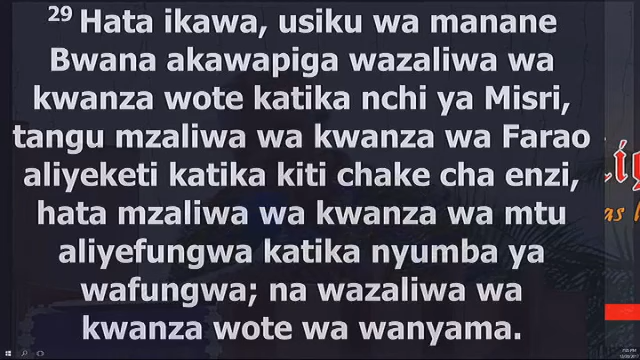 29 Hata ikawa, usiku wa manane
Bwana akawapiga wazaliwa wa
kwanza wote katika nchi ya Misri,
tangu mzaliwa wa kwanza wa Farao
aliyeketi katika kiti chake cha enzi,
hata mzaliwa wa kwanza wa mtu
aliyefungwa katika nyumba ya
wafungwa; na wazaliwa wa
kwanza wote wa wanyama.